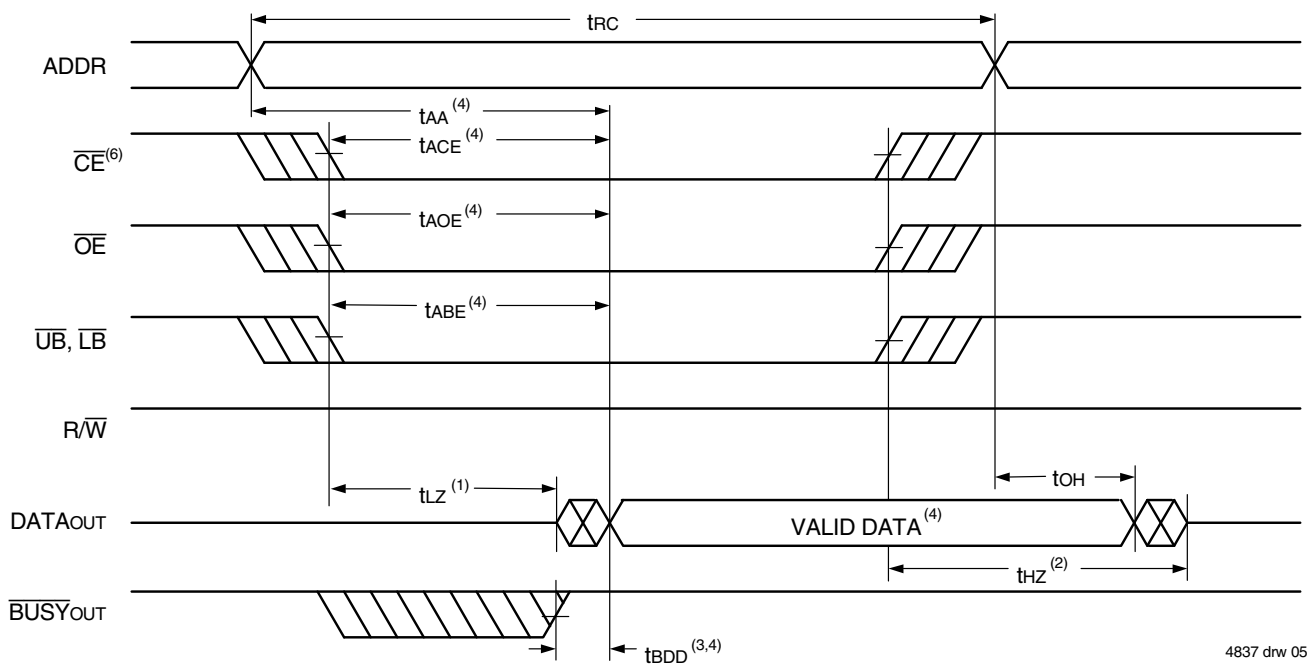 tRC
ADDR
tAA (4)
CE(6)
tACE (4)
OE
tAOE (4)
UB, LB
tABE (4)
R/W
tLZ (1)
tOH
DATAOUT
VALID DATA(4)
tHZ (2)
BUSYOUT
tBDD (3,4)
4837 drw 05